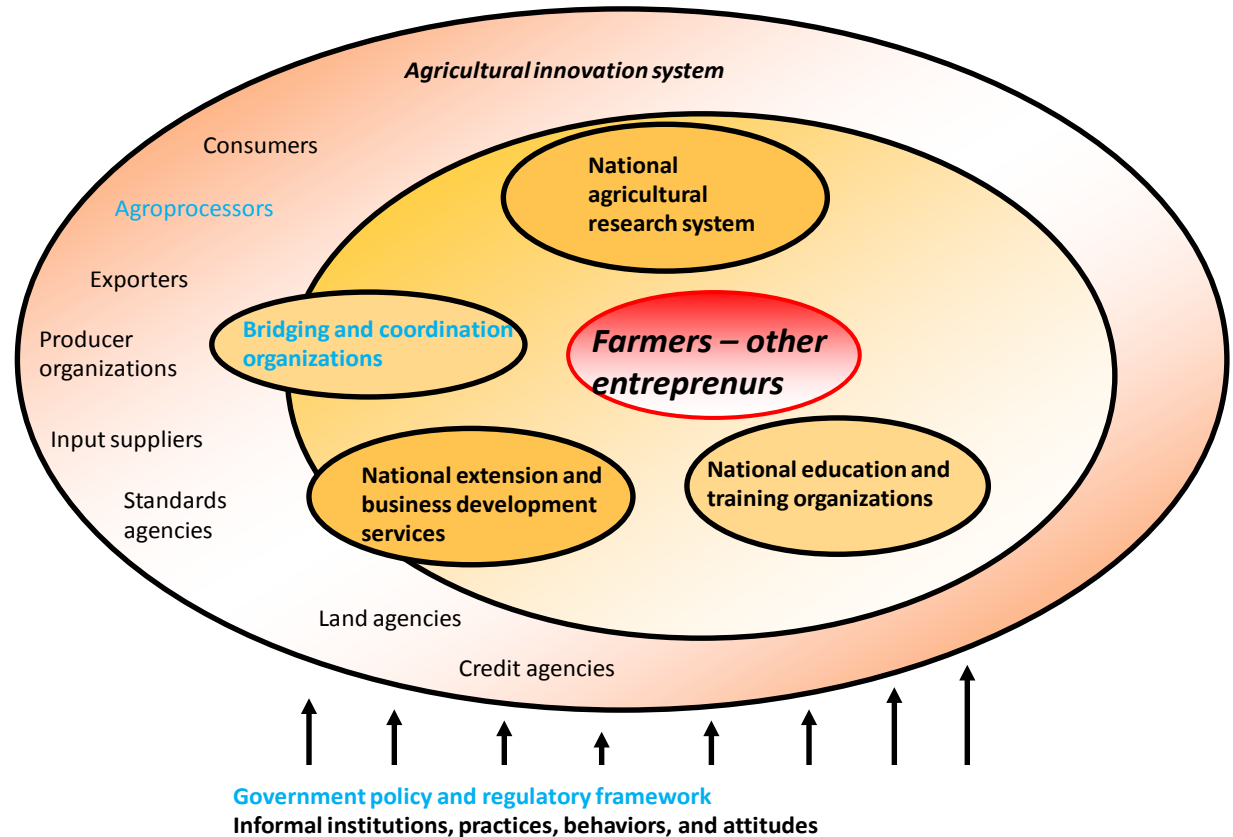 Agricultural innovation system
Consumers
Agroprocessors
Exporters
Producer
organizations
Input suppliers
Standards
agencies
Land agencies
Credit agencies
National
agricultural
research system
Bridging and coordination
organizations
Farmers – other
entreprenurs
National extension and
business development
services
National education and
training organizations
Government policy and regulatory framework
Informal institutions, practices, behaviors, and attitudes